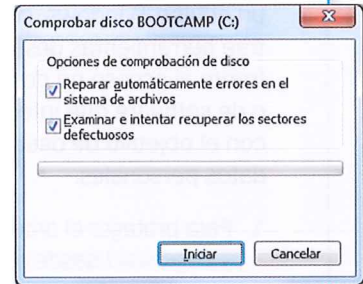 Comprobar disco BOOTCAMP (C:)
Opciones de comprobación de disco
Reparar automáticamente errores en el
sistema de archivos
Examinar e intentar recuperar los sectores
defectuosos
Iniciar
Cancelar